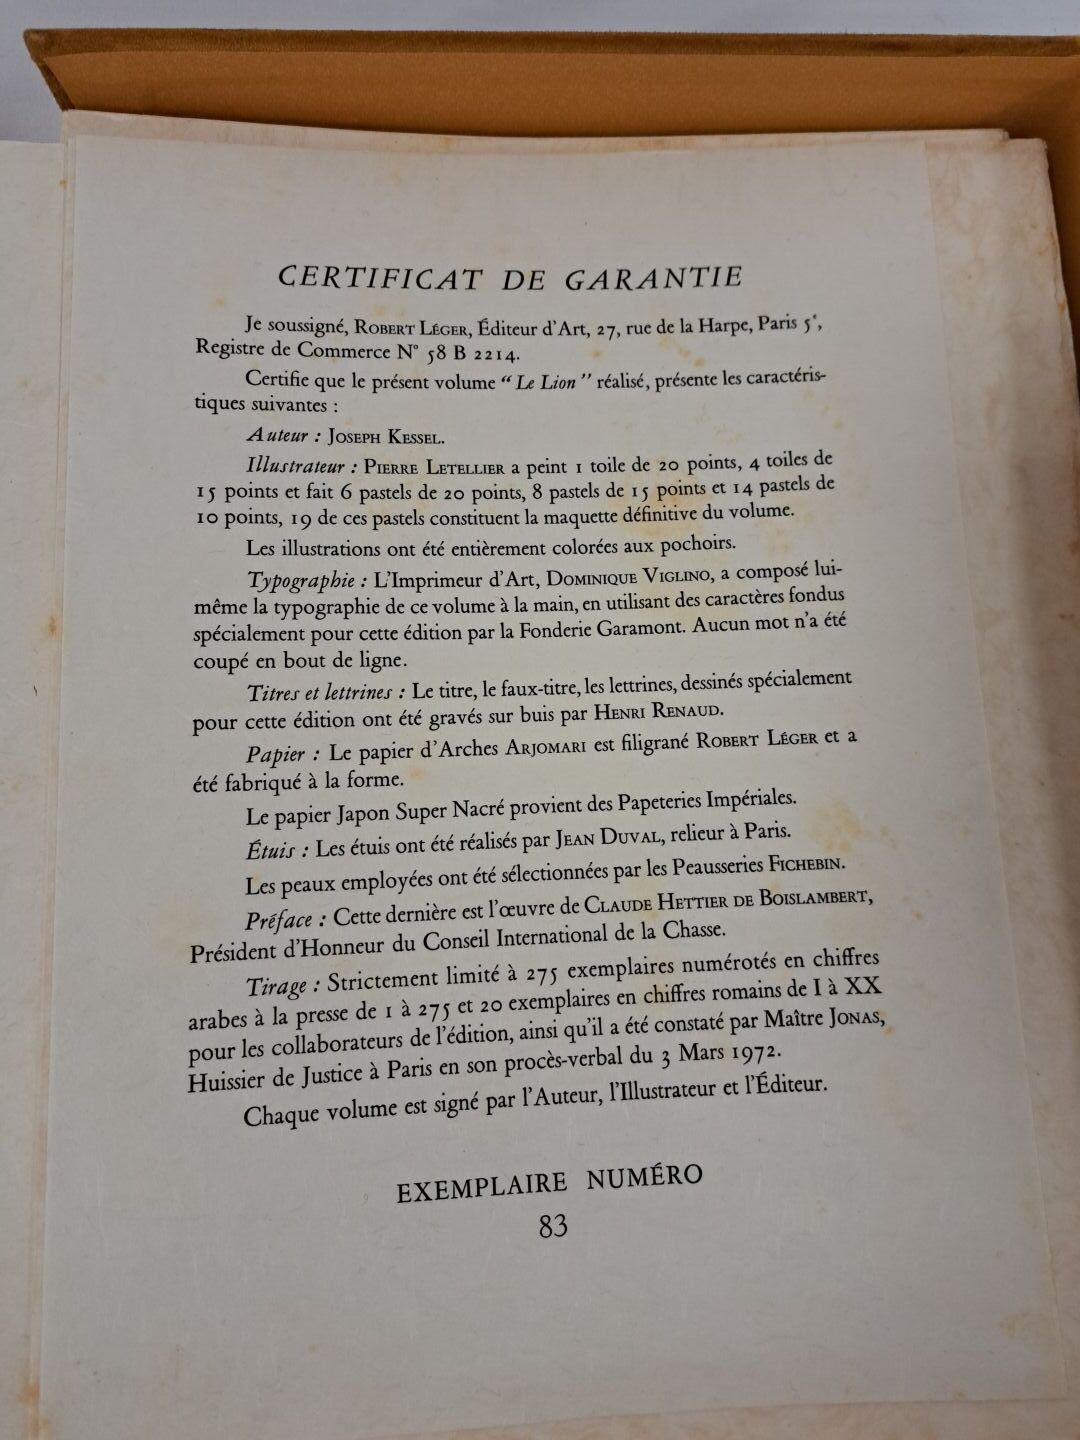 CERTIFICAT DE GARANTIE
Je soussigné, ROBERT LÉGER, Éditeur d'Art, 27, rue de la Harpe, Paris 5e,
Registre de Commerce N° 58 B 2214.
Certifie que le présent volume “ Le Lion ” réalisé, présente les caractéris-
tiques suivantes :
Auteur : JOSEPH KESSEL.
Illustrateur : PIERRE LETELLIER a peint 1 toile de 20 points, 4 toiles de
15 points et fait 6 pastels de 20 points, 8 pastels de 15 points et 14 pastels de
10 points, 19 de ces pastels constituent la maquette définitive du volume.
Les illustrations ont été entièrement colorées aux pochoirs.
Typographie : L'Imprimeur d'Art, DOMINIQUE VIGLINO, a composé lui-
même la typographie de ce volume à la main, en utilisant des caractères fondus
spécialement pour cette édition par la Fonderie Garamont. Aucun mot n'a été
coupé en bout de ligne.
Titres et lettrines : Le titre, le faux-titre, les lettrines, dessinés spécialement
pour cette édition ont été gravés sur buis par HENRI RENAUD.
Papier : Le papier d'Arches ARJOMARI est filigrané ROBERT LÉGER et a
été fabriqué à la forme.
Le papier Japon Super Nacré provient des Papeteries Impériales.
Étuis : Les étuis ont été réalisés par JEAN DUVAL, relieur à Paris.
Les peaux employées ont été sélectionnées par les Peausseries FICHEBIN.
Préface : Cette dernière est l'œuvre de CLAUDE HETTIER DE BOISLAMBERT,
Président d'Honneur du Conseil International de la Chasse.
Tirage : Strictement limité à 275 exemplaires numérotés en chiffres
arabes à la presse de 1 à 275 et 20 exemplaires en chiffres romains de I à XX
pour les collaborateurs de l'édition, ainsi qu'il a été constaté par Maître JONAS,
Huissier de Justice à Paris en son procès-verbal du 3 Mars 1972.
Chaque volume est signé par l'Auteur, l'Illustrateur et l'Éditeur.
EXEMPLAIRE NUMÉRO
83